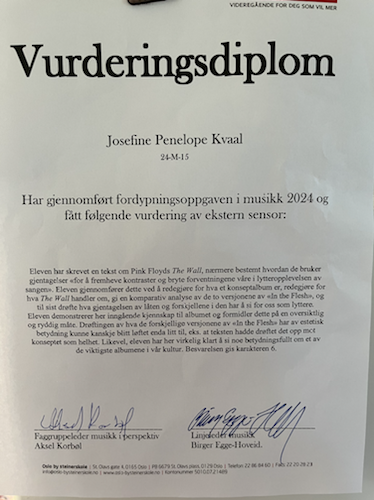 VIDEREGÅENDE FOR DEG SOM VIL MER
Vurderingsdiplom
Josefine Penelope Kvaal
24-M-15
Har gjennomført fordypningsoppgaven i musikk 2024 og
fått følgende vurdering av ekstern sensor:
Eleven har skrevet en tekst om Pink Floyds The Wall, nærmere bestemt hvordan de bruker
gjentagelser «for å fremheve kontraster og bryte forventningene våre i lytteropplevelsen av
sangen». Eleven gjennomfører dette ved å redegjøre for hva et konseptalbum er, redegjøre for
hva The Wall handler om, gi en komparativ analyse av de to versjonene av «In the Flesh», og
til sist drøfte hva gjentagelsen av låten og forskjellene i den har å si for oss som lyttere.
Eleven demonstrerer her inngående kjennskap til albumet og formidler dette på en oversiktlig
og ryddig måte. Drøftingen av hva de forskjellige versjonene av «In the Flesh» har av estetisk
betydning kunne kanskje blitt løftet enda litt til, eks. at teksten hadde drøftet det opp mot
konseptet som helhet. Likevel, eleven har her virkelig klart å si noe betydningsfullt om et av
de viktigste albumene i vår kultur. Besvarelsen gis karakteren 6.
Faggruppeleder musikk i perspektiv
Aksel Korbøl
Linjeleder musikk
Birger Egge-Hoveid.
Oslo by steinerskole | St. Olavs gate 4, 0165 Oslo | PB 6679 St. Olavs plass, 0129 Oslo | Telefon 22 96 84 60